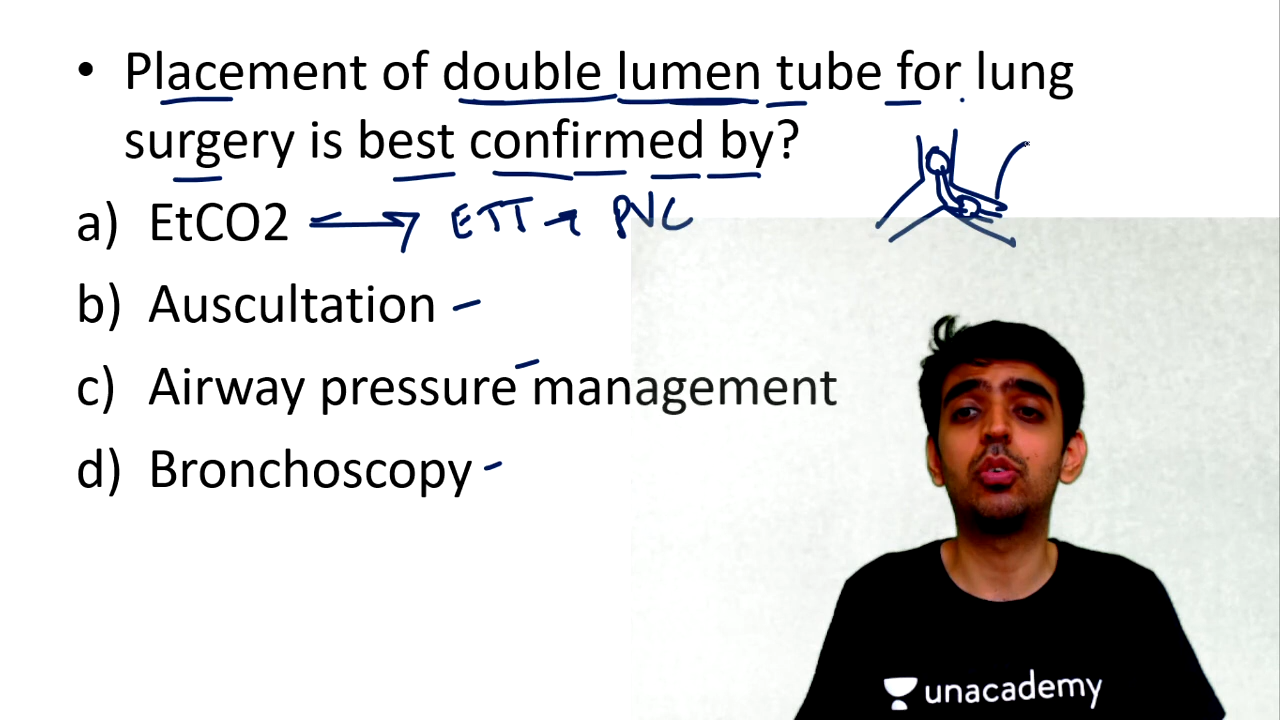 • Placement of double lumen tube for lung
surgery is best confirmed by?
a) EtCO2 ETT → PVC
b) Auscultation
c) Airway pressure management
d) Bronchoscopy
unacademy